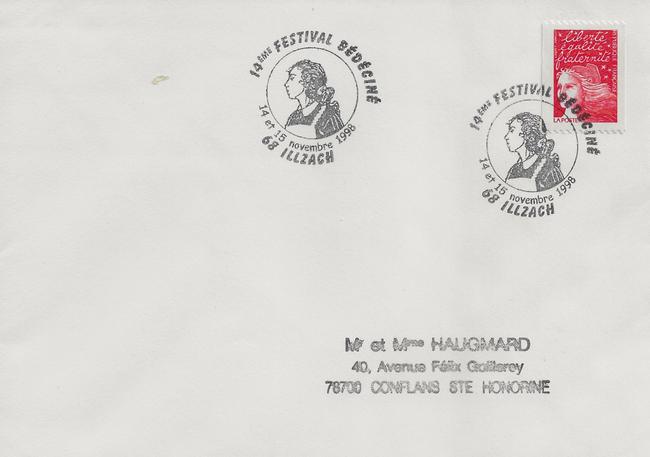 14ÈME FESTIVAL BÉDÉCINÉ
14 et 15 novembre 1998
68 ILLZACH
liberté
égalité
fraternité
LA POSTE
14ÈME FESTIVAL BÉDÉCINÉ
14 et 15 novembre 1998
68 ILLZACH
Mr et Mme HAUGMARD
40, Avenue Félix
78700 CONFLANS STE HONORINE